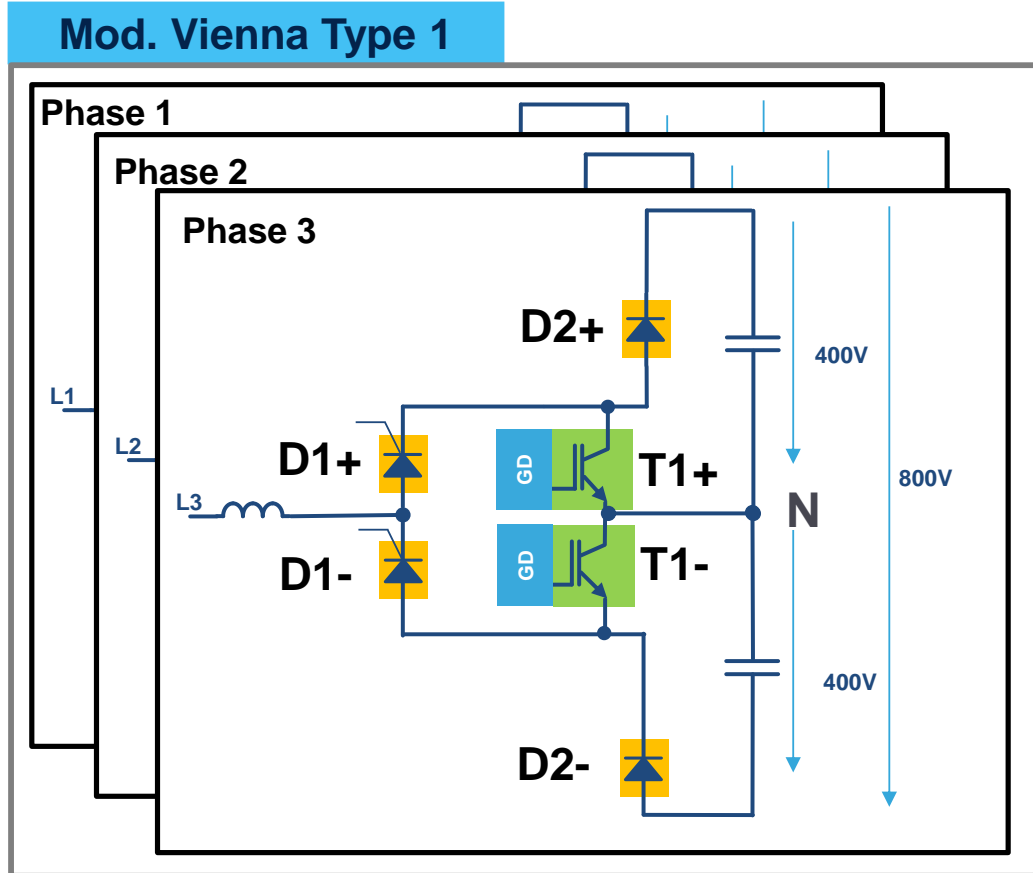 Mod. Vienna Type 1
Phase 1
Phase 2
Phase 3
D2+
400V
L1
L2
D1+
GD
T1+
800V
L3
N
D1-
GD
T1-
400V
D2-